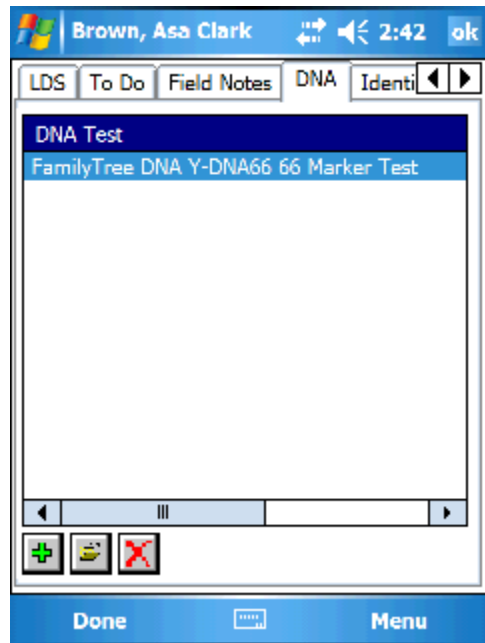 Brown, Asa Clark 2:42 ok
LDS To Do Field Notes DNA Identi
DNA Test
FamilyTree DNA Y-DNA66 66 Marker Test
Done Menu